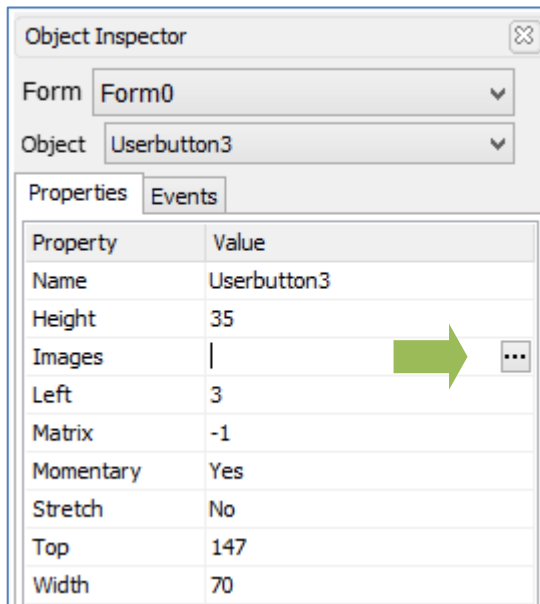 Object Inspector
Form Form0
Object Userbutton3
Properties Events
Property Value
Name Userbutton3
Height 35
Images ...
Left 3
Matrix -1
Momentary Yes
Stretch No
Top 147
Width 70